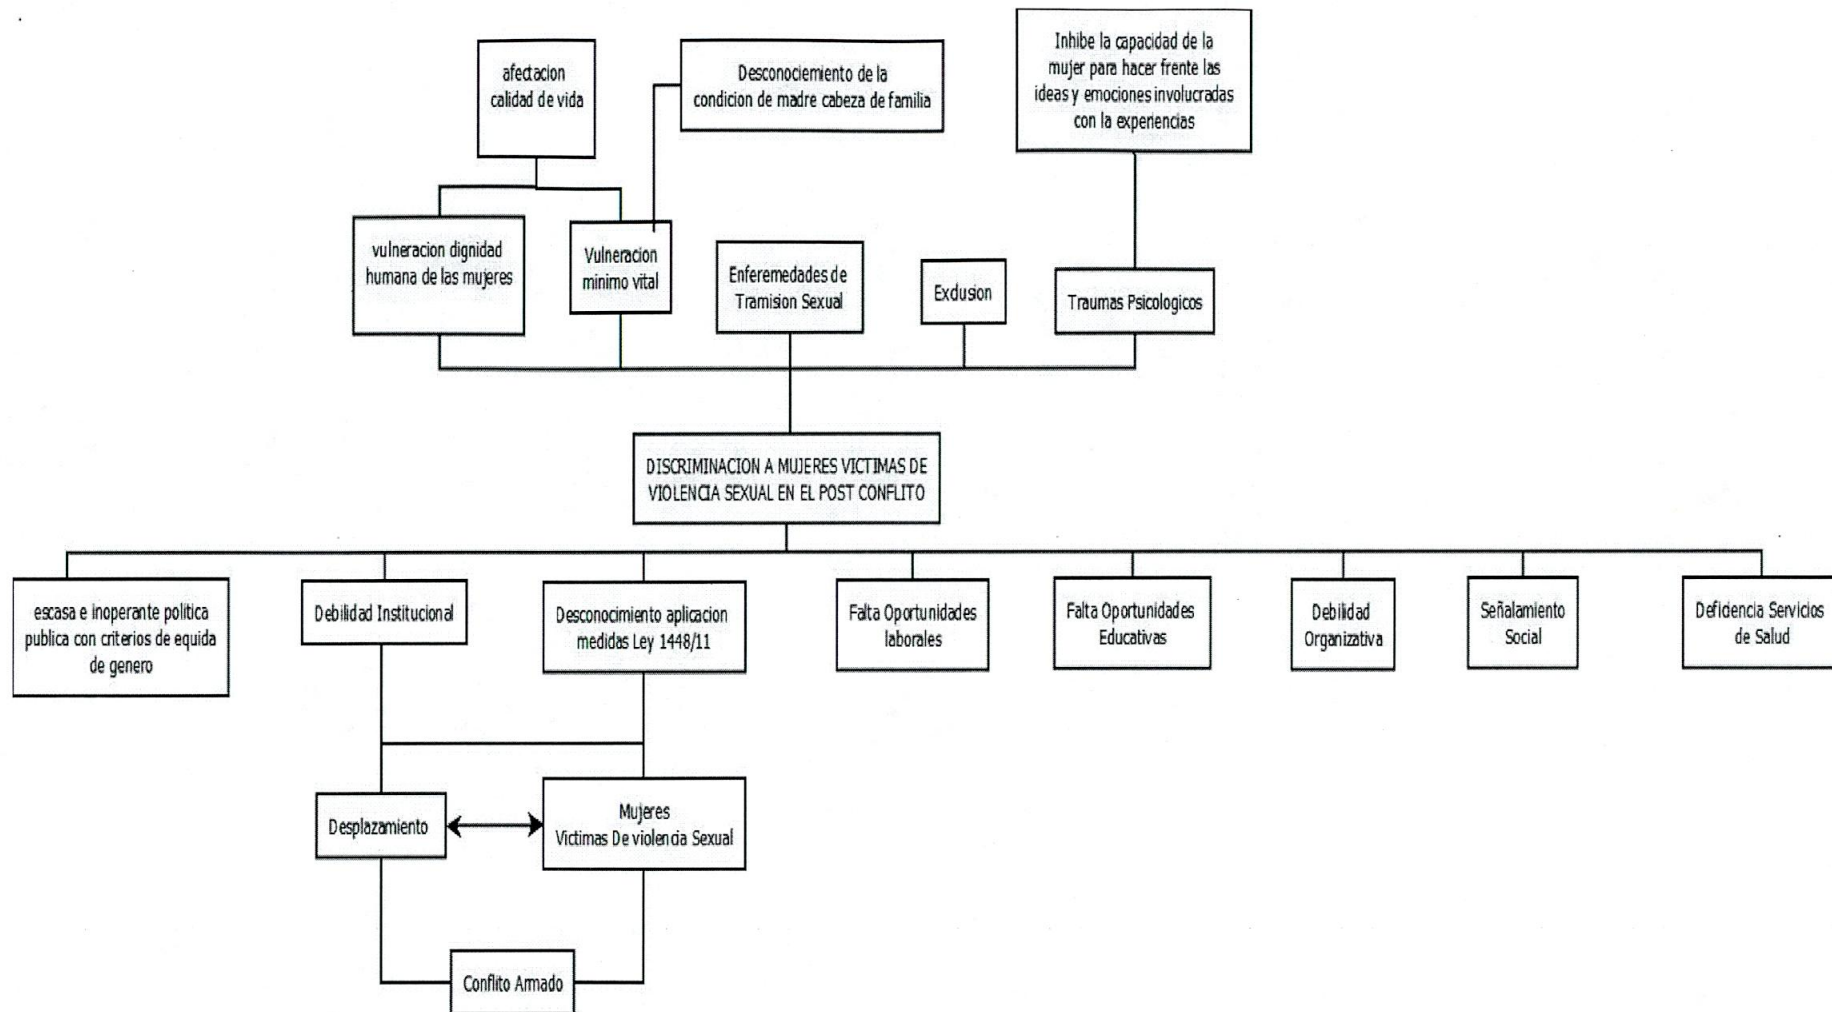 afectacion
calidad de vida
Desconociemiento de la
condicion de madre cabeza de familia
Inhibe la capacidad de la
mujer para hacer frente las
ideas y emociones involucradas
con la experiencias
vulneracion dignidad
humana de las mujeres
Vulneracion
minimo vital
Enferemedades de
Tramision Sexual
Exclusion
Traumas Psicologicos
DISCRIMINACION A MUJERES VICTIMAS DE
VIOLENCIA SEXUAL EN EL POST CONFLITO
escasa e inoperante politica
publica con criterios de equida
de genero
Debilidad Institucional
Desconocimiento aplicacion
medidas Ley 1448/11
Falta Oportunidades
laborales
Falta Oportunidades
Educativas
Debilidad
Organizativa
Señalamiento
Social
Deficiencia Servicios
de Salud
Desplazamiento
Mujeres
Victimas De violencia Sexual
Conflito Armado